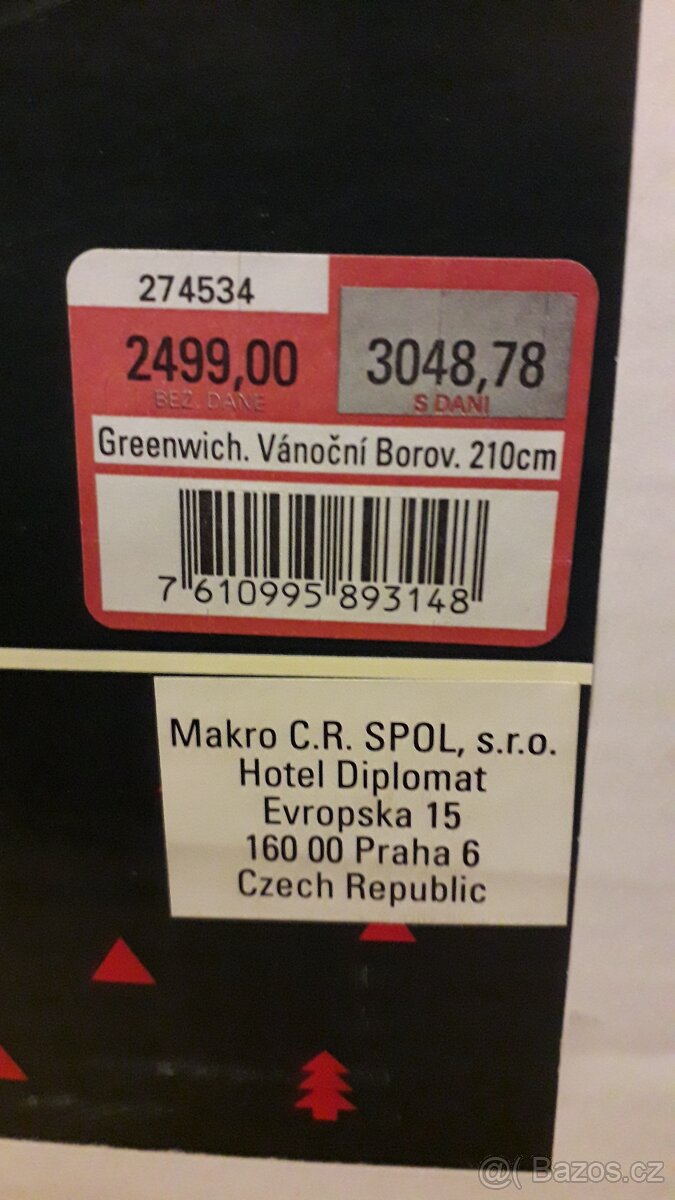 274534
2499,00
BEZ. DANE
3048,78
S DANI
Greenwich. Vánoční Borov. 210cm
7 610995 893148
Makro C.R. SPOL, s.r.o.
Hotel Diplomat
Evropska 15
160 00 Praha 6
Czech Republic
@( Bazos.cz